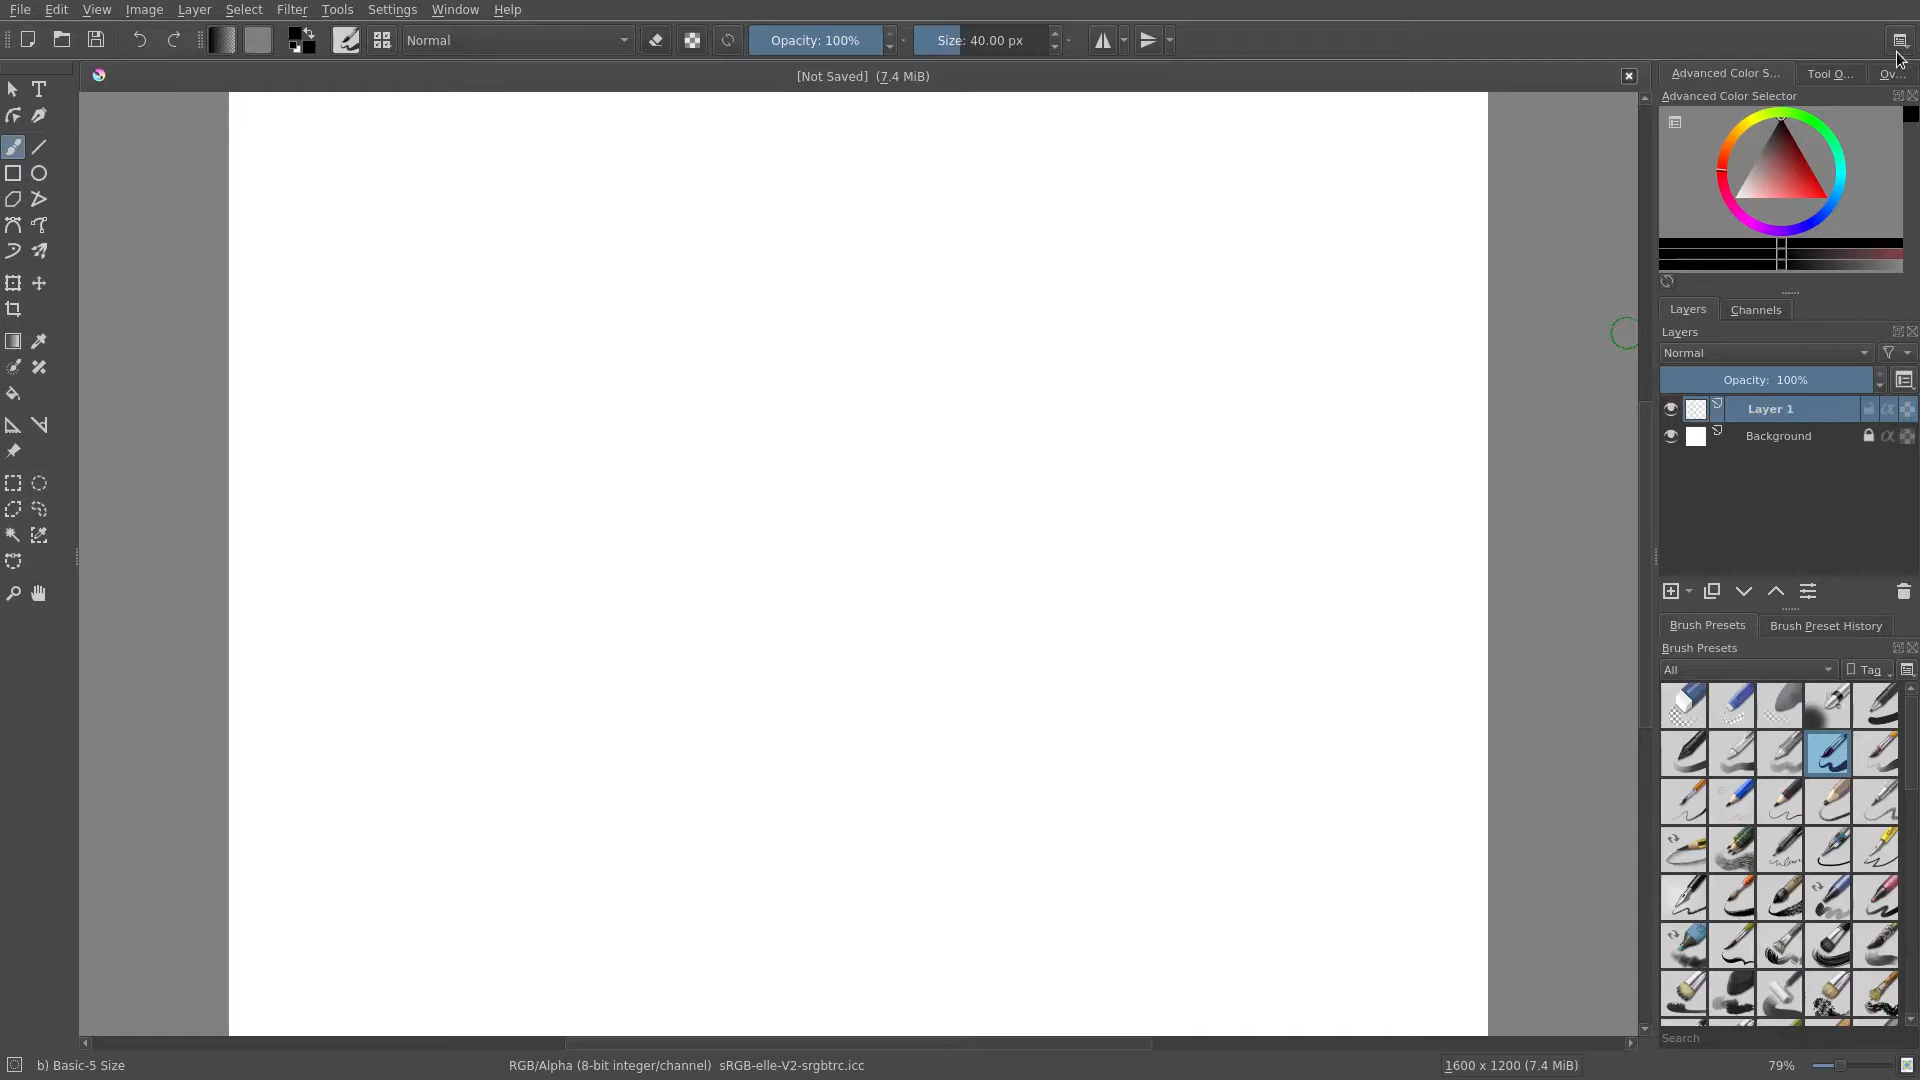 File Edit View Image Layer Select Filter Tools Settings Window Help
Normal Opacity: 100% Size: 40.00 px
[Not Saved] (7.4 MiB)
Advanced Color S... Tool O... Ov...
Advanced Color Selector
Layers Channels
Layers
Normal
Opacity: 100%
Layer 1
Background
Brush Presets Brush Preset History
Brush Presets
All Tag
Search
b) Basic-5 Size RGB/Alpha (8-bit integer/channel) sRGB-elle-V2-srgbtrc.icc 1600 x 1200 (7.4 MiB) 79%